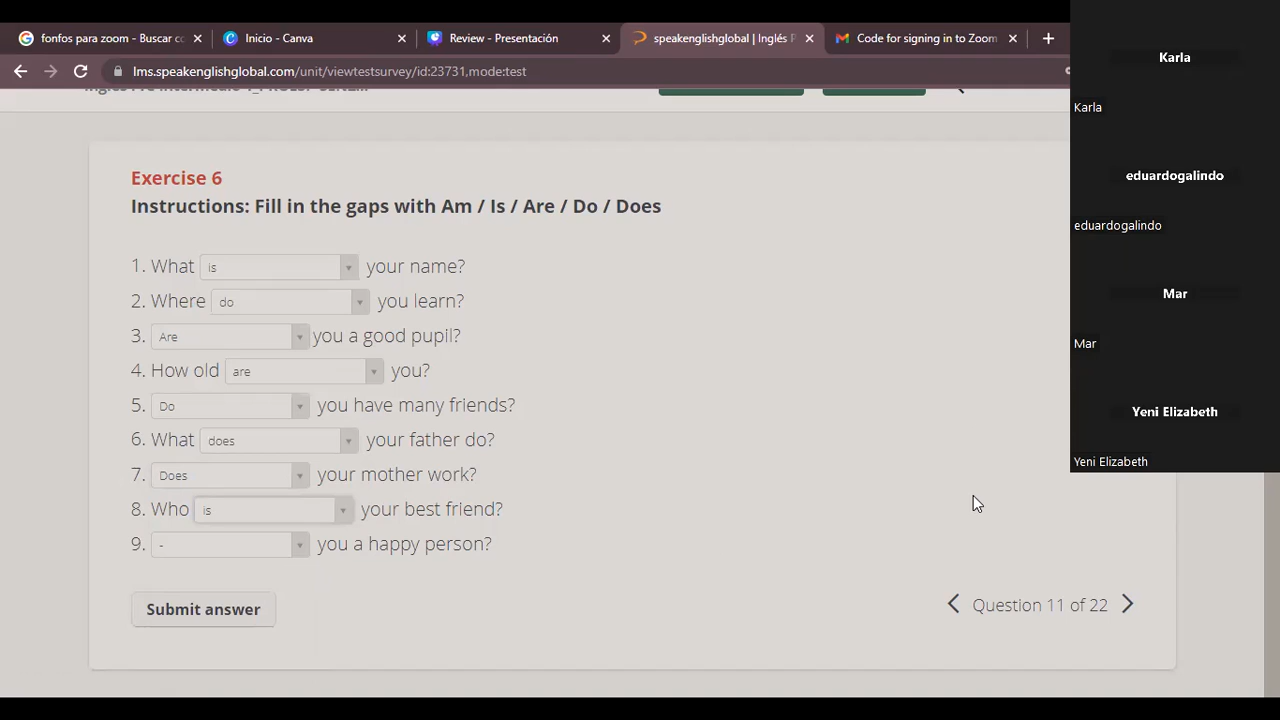 fonfos para zoom - Buscar co
Inicio - Canva
Review - Presentación
speakenglishglobal | Inglés P
Code for signing in to Zoom
lms.speakenglishglobal.com/unit/viewtestsurvey/id:23731,mode:test
Exercise 6
Instructions: Fill in the gaps with Am / Is / Are / Do / Does
1. What is your name?
2. Where do you learn?
3. Are you a good pupil?
4. How old are you?
5. Do you have many friends?
6. What does your father do?
7. Does your mother work?
8. Who is your best friend?
9. - you a happy person?
Submit answer
Question 11 of 22
Karla
Karla
eduardogalindo
eduardogalindo
Mar
Mar
Yeni Elizabeth
Yeni Elizabeth